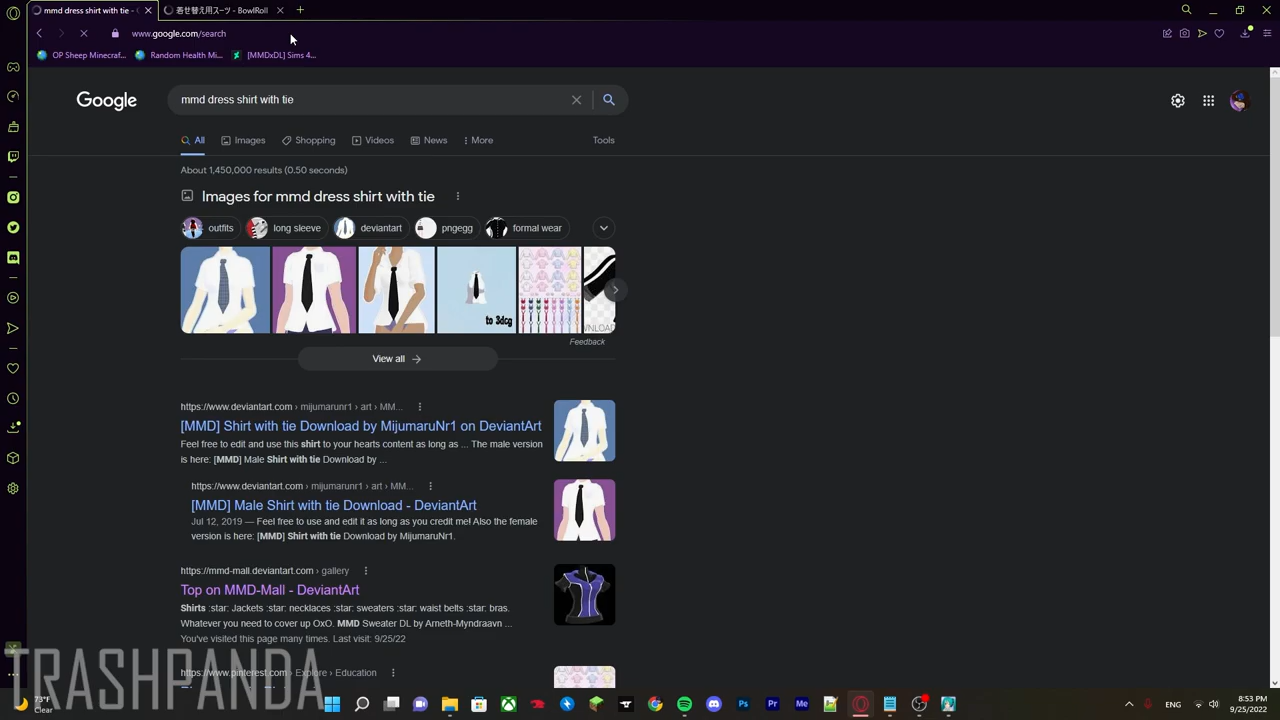 mmd dress shirt with tie -
着せ替え用スーツ - BowlRoll
www.google.com/search
OP Sheep Minecraf...
Random Health Mi...
[MMDxDL] Sims 4...
Google
mmd dress shirt with tie
All
Images
Shopping
Videos
News
More
Tools
About 1,450,000 results (0.50 seconds)
Images for mmd dress shirt with tie
outfits
long sleeve
deviantart
pngegg
formal wear
to 3dcg
WNLOAD
Feedback
View all
https://www.deviantart.com › mijumarunr1 › art › MM...
[MMD] Shirt with tie Download by MijumaruNr1 on DeviantArt
Feel free to edit and use this shirt to your hearts content as long as ... The male version
is here: [MMD] Male Shirt with tie Download by ...
https://www.deviantart.com › mijumarunr1 › art › MM...
[MMD] Male Shirt with tie Download - DeviantArt
Jul 12, 2019 — Feel free to use and edit it as long as you credit me! Also the female
version is here: [MMD] Shirt with tie Download by MijumaruNr1.
https://mmd-mall.deviantart.com › gallery
Top on MMD-Mall - DeviantArt
Shirts :star: Jackets :star: necklaces :star: sweaters :star: waist belts :star: bras.
Whatever you need to cover up OxO. MMD Sweater DL by Arneth-Myndraavn ...
You've visited this page many times. Last visit: 9/25/22
https://www.pinterest.com › Explore › Education
TRASHPANDA
73°F
Clear
ENG
8:53 PM
9/25/2022